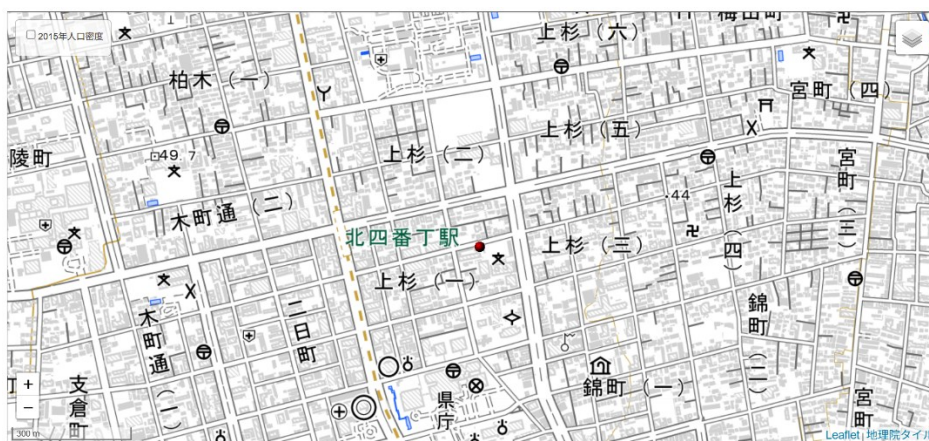 2015年人口密度
上杉（六）
梅田町
柏木（一）
宮町（四）
上杉（五）
陵町
49.7
上杉（二）
宮町（三）
上杉（四）
.44
木町通（二）
北四番丁駅
上杉（三）
上杉（一）
二日町
木町通（一）
錦町（二）
錦町（一）
支倉町
県庁
宮町
+
−
300 m
Leaflet | 地理院タイル